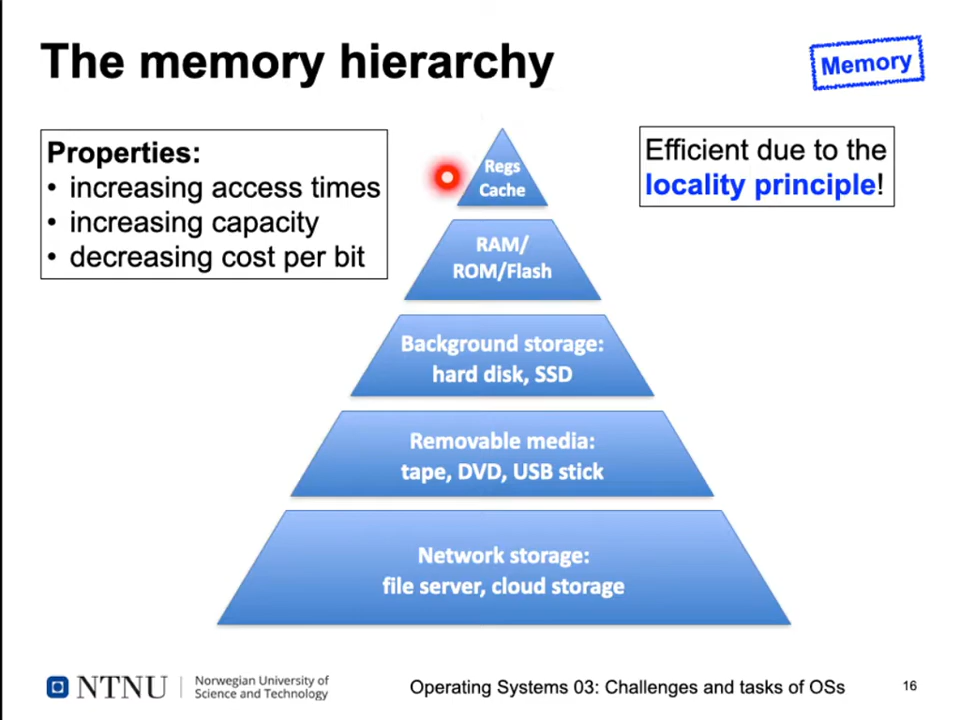 The memory hierarchy
Memory
Properties:
• increasing access times
• increasing capacity
• decreasing cost per bit
Regs
Cache
Efficient due to the
locality principle!
RAM/
ROM/Flash
Background storage:
hard disk, SSD
Removable media:
tape, DVD, USB stick
Network storage:
file server, cloud storage
NTNU
Norwegian University of
Science and Technology
Operating Systems 03: Challenges and tasks of OSs
16